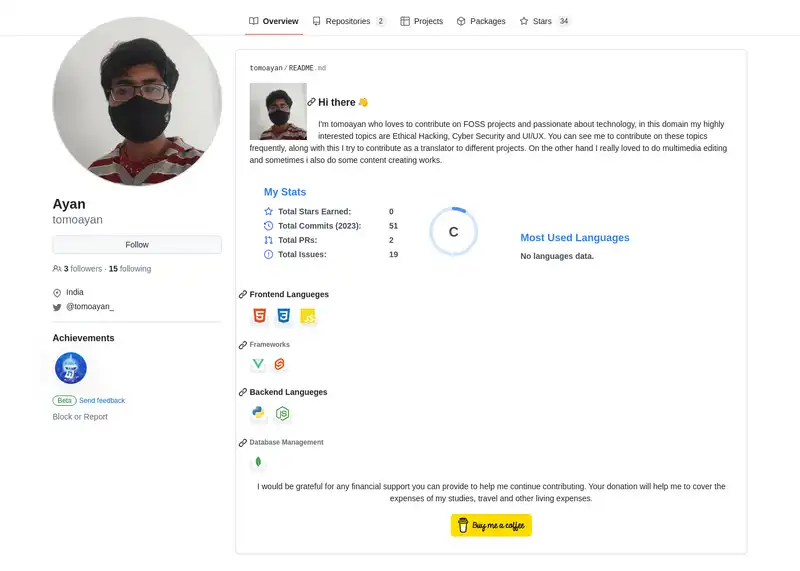 Overview
Repositories 2
Projects
Packages
Stars 34
Ayan
tomoayan
Follow
3 followers · 15 following
India
@tomoayan_
Achievements
Beta Send feedback
Block or Report
tomoayan/README.md
Hi there 👋
I'm tomoayan who loves to contribute on FOSS projects and passionate about technology, in this domain my highly
interested topics are Ethical Hacking, Cyber Security and UI/UX. You can see me to contribute on these topics
frequently, along with this I try to contribute as a translator to different projects. On the other hand I really loved to do multimedia editing
and sometimes i also do some content creating works.
My Stats
Total Stars Earned: 0
Total Commits (2023): 51
Total PRs: 2
Total Issues: 19
C
Most Used Languages
No languages data.
Frontend Langueges
JS
Frameworks
Backend Langueges
Database Management
I would be grateful for any financial support you can provide to help me continue contributing. Your donation will help me to cover the
expenses of my studies, travel and other living expenses.
Buy me a coffee